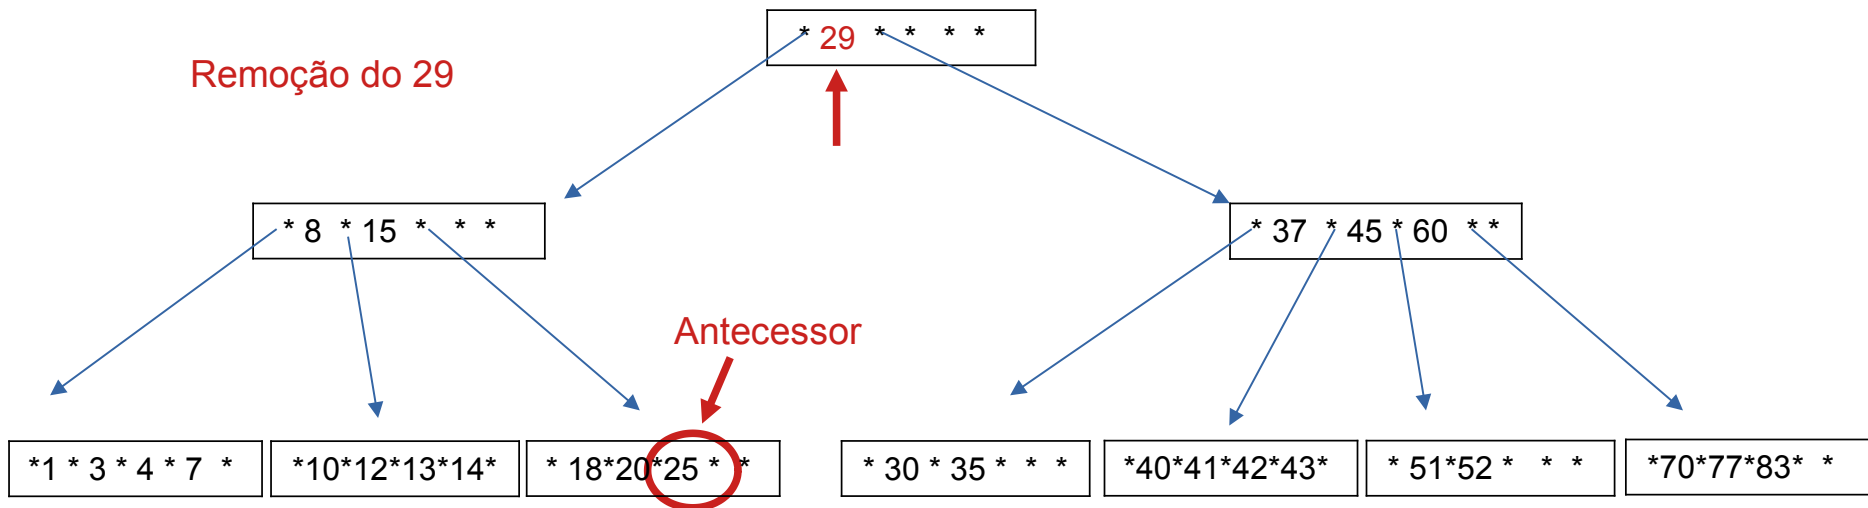 * 29 * * * *
Remoção do 29
* 8 * 15 * * *
* 37 * 45 * 60 * *
Antecessor
*1 * 3 * 4 * 7 *
*10*12*13*14*
* 18*20*25 * *
* 30 * 35 * * *
*40*41*42*43*
* 51*52 * * *
*70*77*83* *